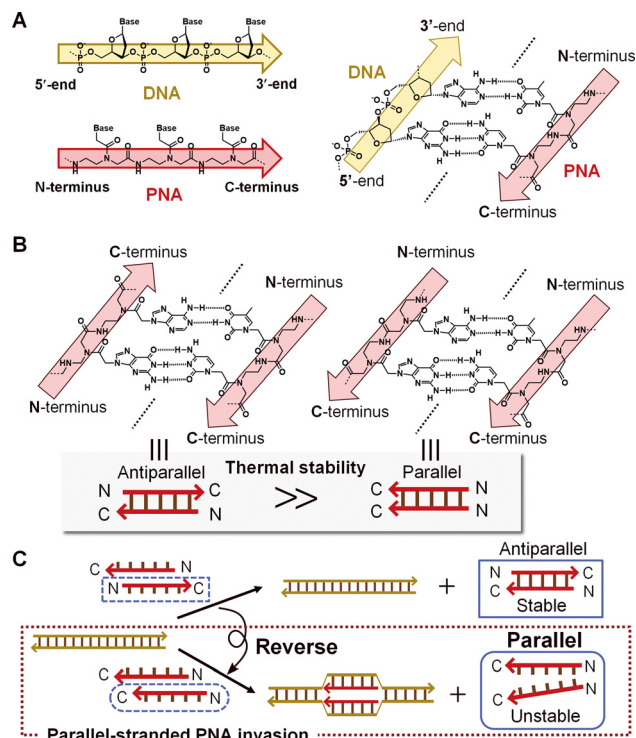 A
Base Base Base
5′-end 3′-end
DNA
Base Base Base
N-terminus C-terminus
PNA
3′-end
N-terminus
DNA
5′-end
PNA
C-terminus
B
C-terminus
N-terminus
N-terminus
N-terminus
N-terminus
C-terminus
C-terminus
C-terminus
Antiparallel Thermal stability Parallel
N C >> C N
C N C N
C
Antiparallel
C N
N C
+
N C
C N
Stable
Reverse
Parallel
C N
C N
+
C N
C N
Unstable
Parallel-stranded PNA invasion